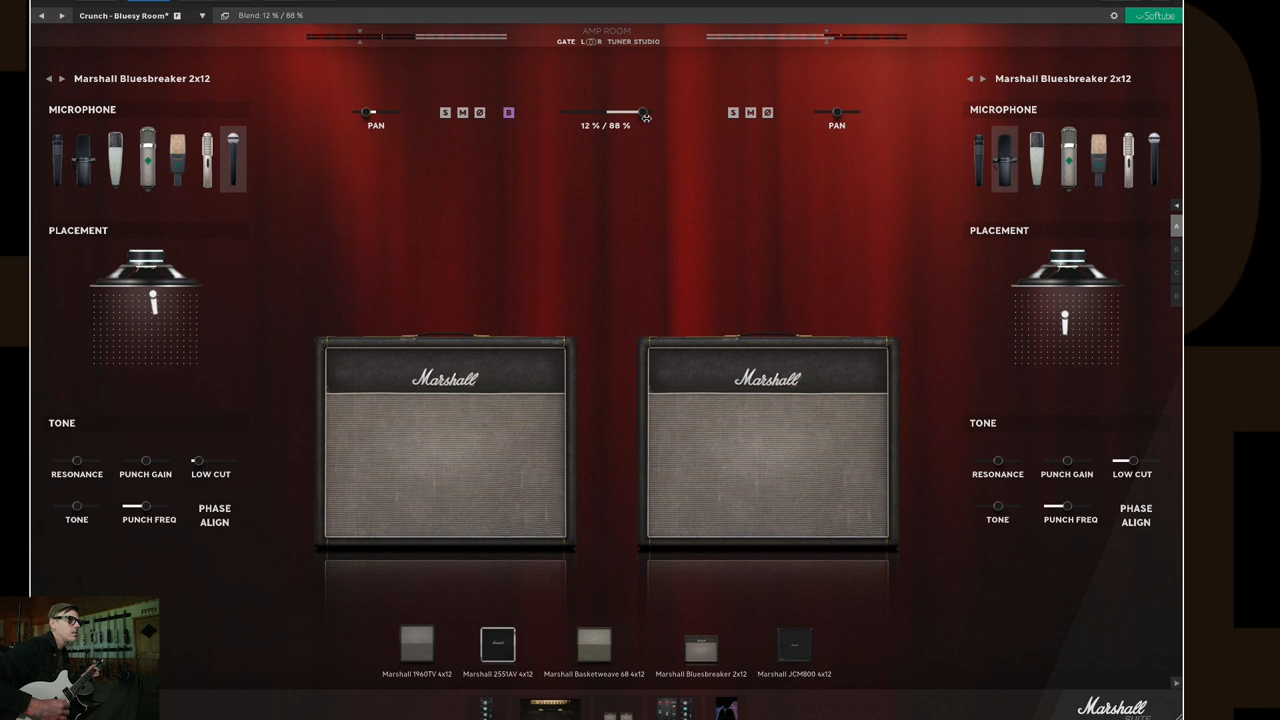 Crunch - Bluesy Room* F
Blend: 12 % / 88 %
Softube
AMP ROOM
GATE L R TUNER STUDIO
Marshall Bluesbreaker 2x12
Marshall Bluesbreaker 2x12
MICROPHONE
MICROPHONE
PAN
S M Ø B
12 % / 88 %
S M Ø
PAN
PLACEMENT
PLACEMENT
A
B
C
D
Marshall
Marshall
TONE
TONE
RESONANCE PUNCH GAIN LOW CUT
RESONANCE PUNCH GAIN LOW CUT
TONE PUNCH FREQ PHASE ALIGN
TONE PUNCH FREQ PHASE ALIGN
Marshall 1960TV 4x12 Marshall 2551AV 4x12 Marshall Basketweave 68 4x12 Marshall Bluesbreaker 2x12 Marshall JCM800 4x12
Marshall
SUITE